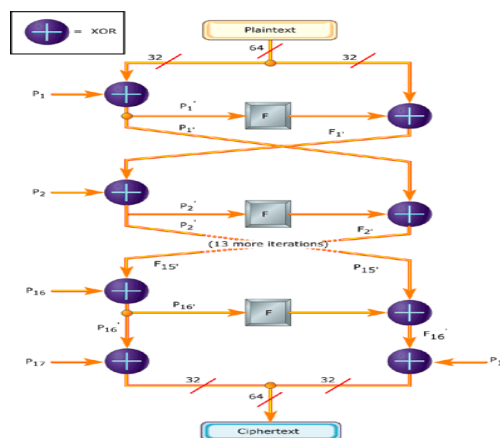 = XOR
Plaintext
64
32 32
P1
P1'
F
P1'
F1'
P2
P2'
F
P2'
F2'
(13 more iterations)
F15'
P15'
P16
P16'
F
P16'
F16'
P17
32 32
64
Ciphertext